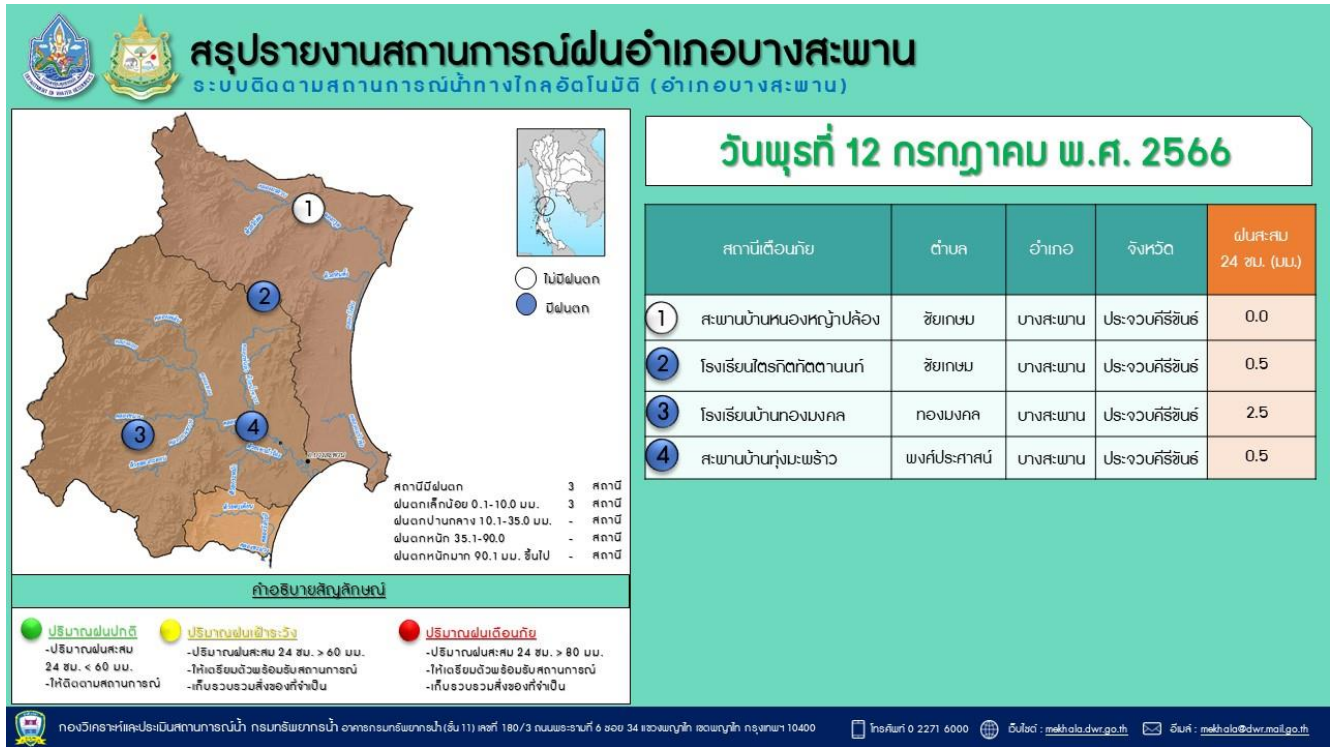 สรุปรายงานสถานการณ์ฝนอำเภอบางสะพาน
ระบบติดตามสถานการณ์น้ำทางไกลอัตโนมัติ (อำเภอบางสะพาน)
วันพุธที่ 12 กรกฎาคม พ.ศ. 2566
1
2
3
4
ไม่มีฝนตก
มีฝนตก
สถานีมีฝนตก 3 สถานี
ฝนตกเล็กน้อย 0.1-10.0 มม. 3 สถานี
ฝนตกปานกลาง 10.1-35.0 มม. - สถานี
ฝนตกหนัก 35.1-90.0 - สถานี
ฝนตกหนักมาก 90.1 มม. ขึ้นไป - สถานี
คำอธิบายสัญลักษณ์
ปริมาณฝนปกติ
-ปริมาณฝนสะสม
24 ชม. < 60 มม.
-ให้ติดตามสถานการณ์
ปริมาณฝนเฝ้าระวัง
-ปริมาณฝนสะสม 24 ชม. > 60 มม.
-ให้เตรียมตัวพร้อมรับสถานการณ์
-เก็บรวบรวมสิ่งของที่จำเป็น
ปริมาณฝนเตือนภัย
-ปริมาณฝนสะสม 24 ชม. > 80 มม.
-ให้เตรียมตัวพร้อมรับสถานการณ์
-เก็บรวบรวมสิ่งของที่จำเป็น
สถานีเตือนภัย ตำบล อำเภอ จังหวัด ฝนสะสม
24 ชม. (มม.)
1 สะพานบ้านหนองหญ้าปล้อง ชัยเกษม บางสะพาน ประจวบคีรีขันธ์ 0.0
2 โรงเรียนไตรกิตทัตตานนท์ ชัยเกษม บางสะพาน ประจวบคีรีขันธ์ 0.5
3 โรงเรียนบ้านทองมงคล ทองมงคล บางสะพาน ประจวบคีรีขันธ์ 2.5
4 สะพานบ้านทุ่งมะพร้าว พงศ์ประศาสน์ บางสะพาน ประจวบคีรีขันธ์ 0.5
กองวิเคราะห์และประเมินสถานการณ์น้ำ กรมทรัพยากรน้ำ อาคารกรมทรัพยากรน้ำ (ชั้น 11) เลขที่ 180/3 ถนนพระรามที่ 6 ซอย 34 แขวงพญาไท เขตพญาไท กรุงเทพฯ 10400 โทรศัพท์ 0 2271 6000 เว็บไซต์ : mekhala.dwr.go.th อีเมล์ : mekhala@dwr.mail.go.th